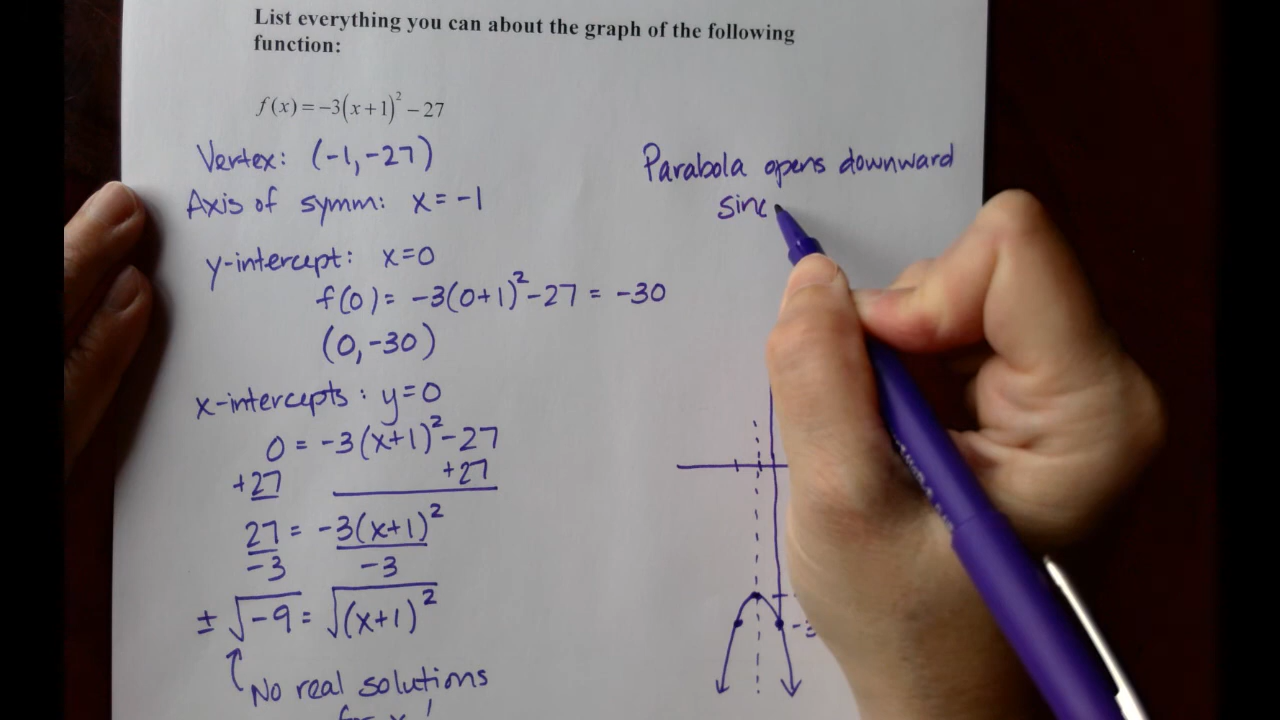 List everything you can about the graph of the following
function:
f(x) = −3(x+1)² − 27
Vertex: (-1, -27)
Axis of symm: x = -1
y-intercept: x=0
f(0) = -3(0+1)² -27 = -30
(0, -30)
x-intercepts: y=0
0 = -3(x+1)² -27
+27 +27
27 = -3(x+1)²
-3 -3
± √-9 = √(x+1)²
No real solutions
for x!
Parabola opens downward